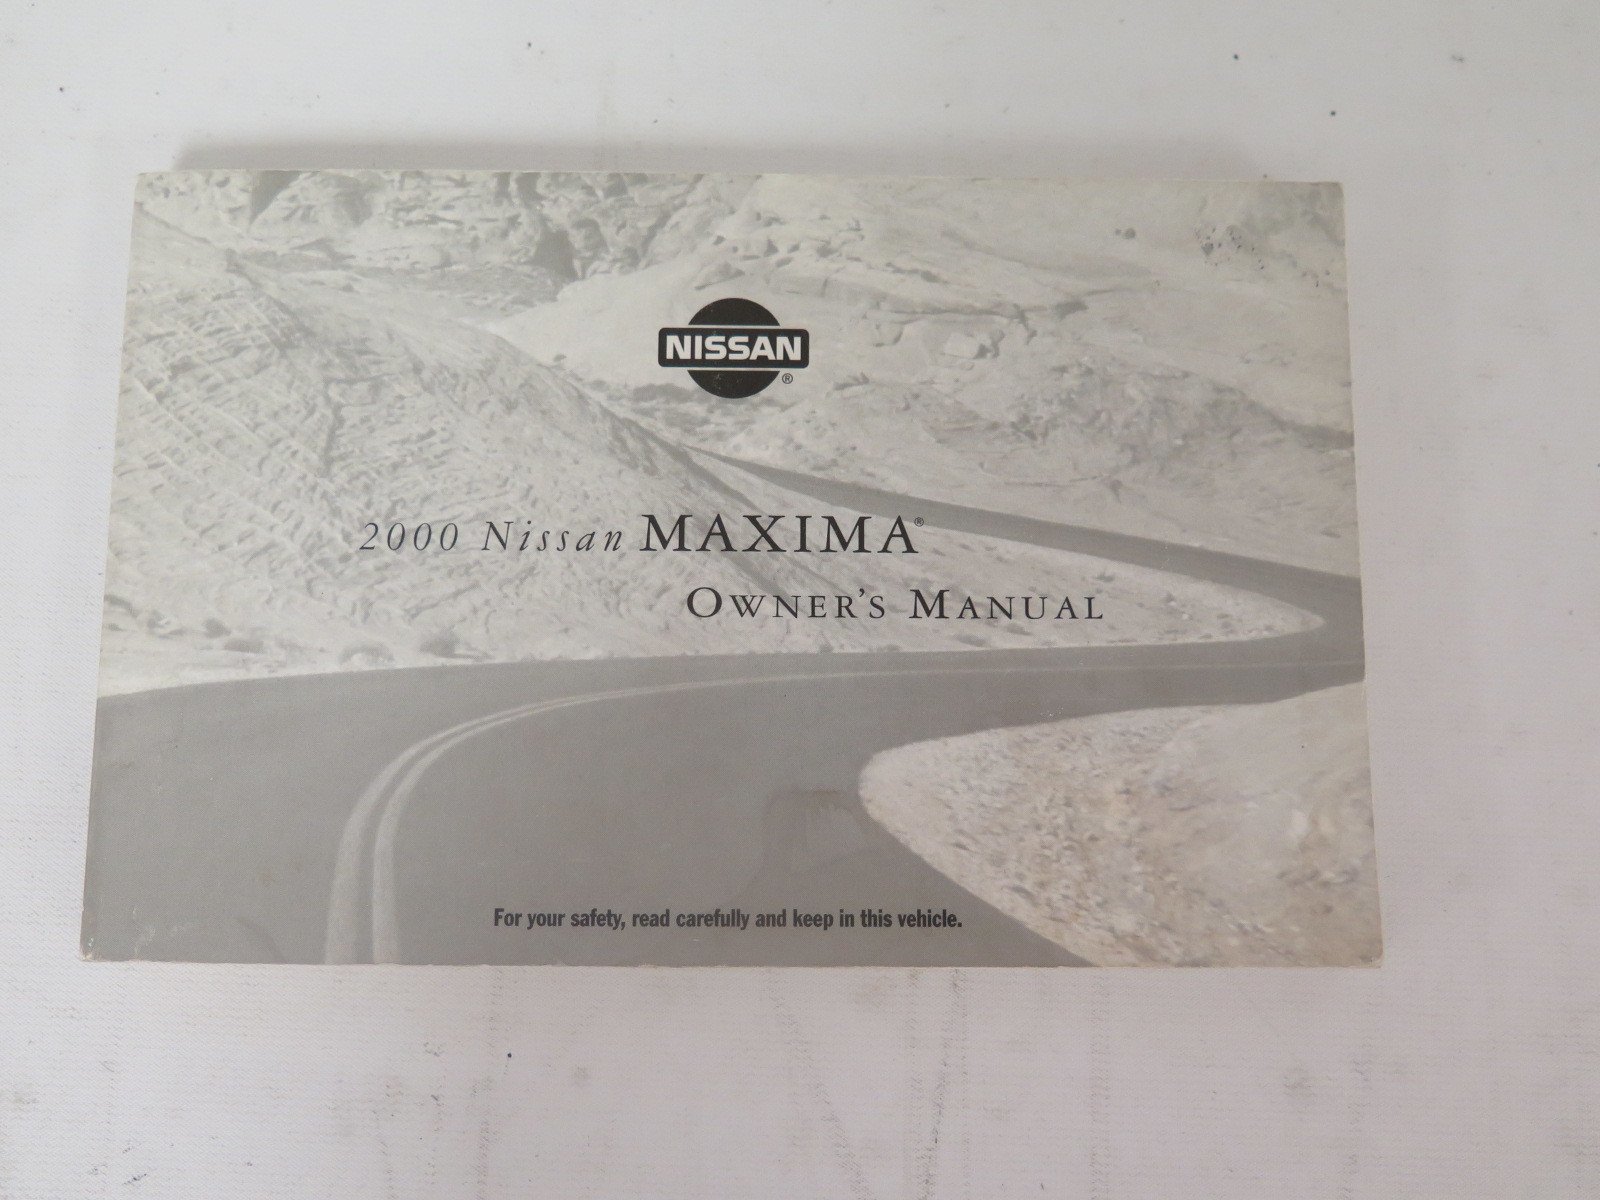 NISSAN
®
2000 Nissan MAXIMA®
OWNER'S MANUAL
For your safety, read carefully and keep in this vehicle.